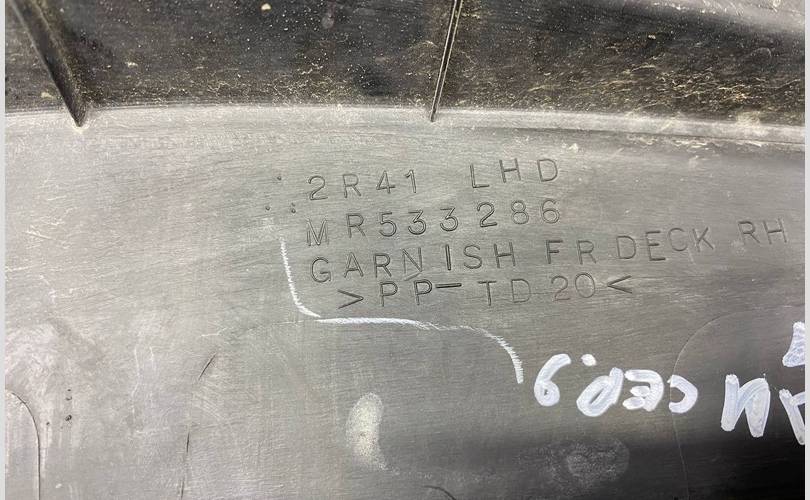 2R41 LHD
MR533286
GARNISH FR DECK RH
>PP-TD20<